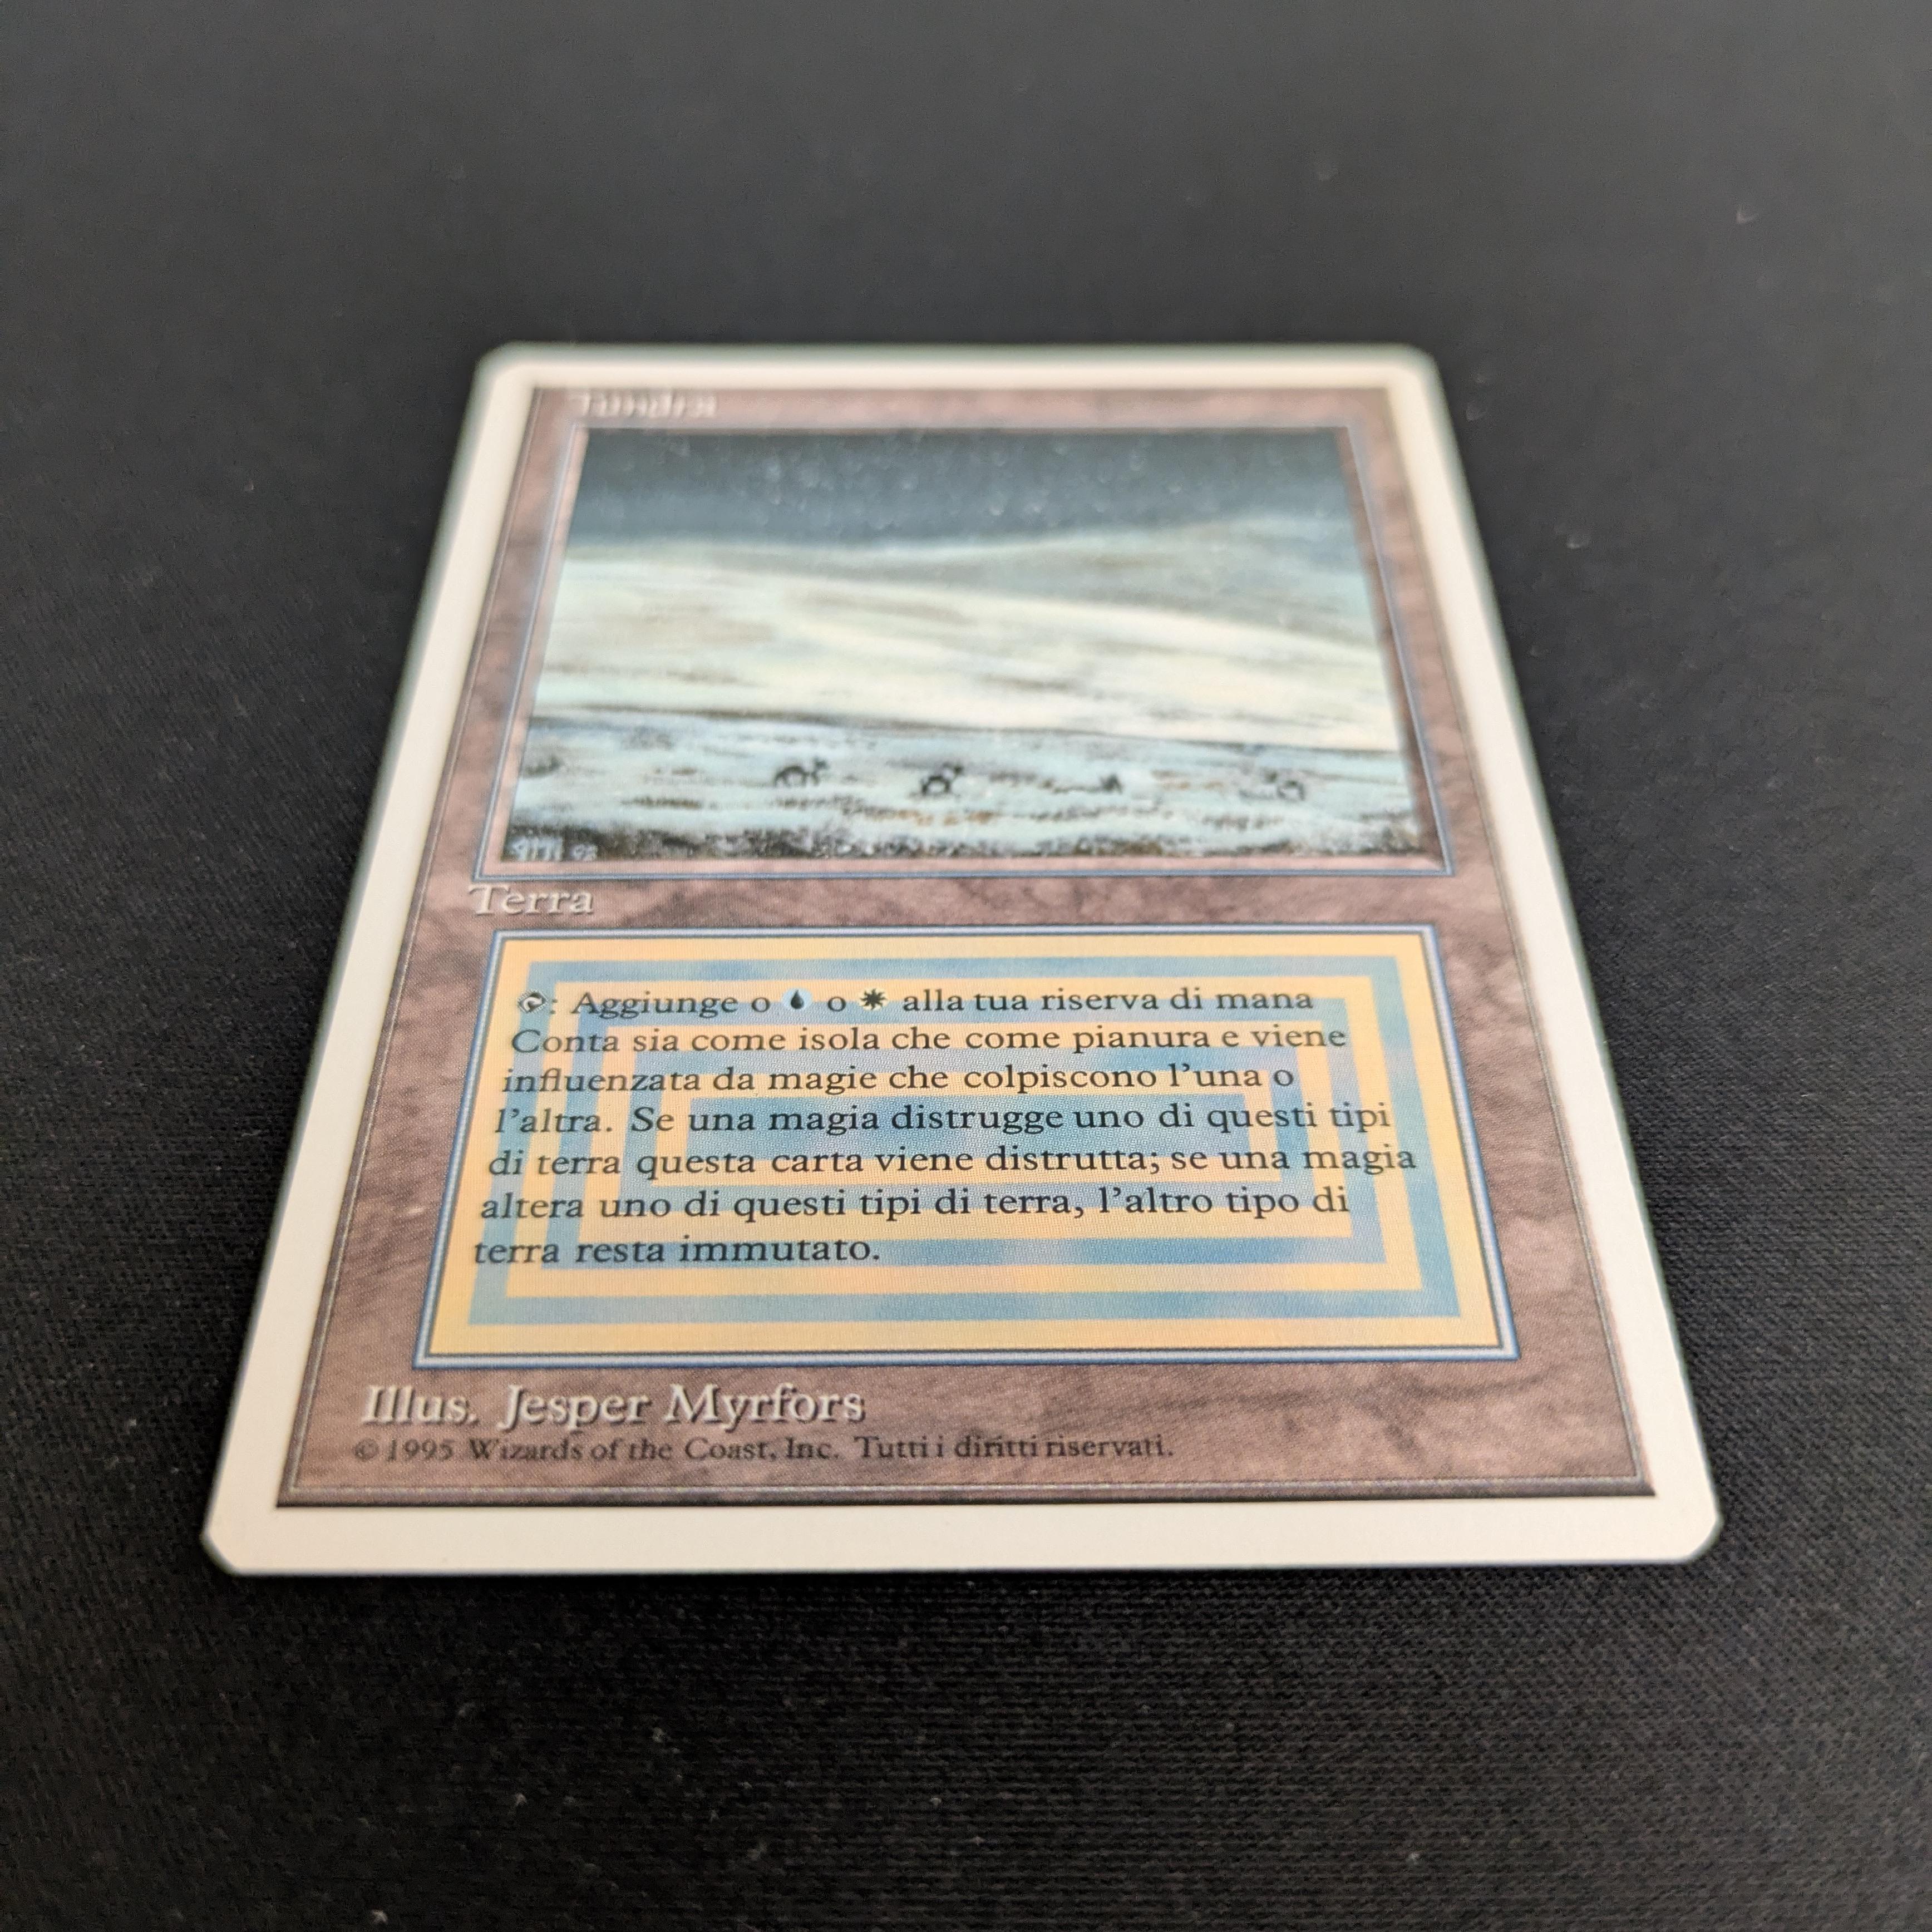 Tundra
Terra
: Aggiunge o o alla tua riserva di mana
Conta sia come isola che come pianura e viene
influenzata da magie che colpiscono l'una o
l'altra. Se una magia distrugge uno di questi tipi
di terra questa carta viene distrutta; se una magia
altera uno di questi tipi di terra, l'altro tipo di
terra resta immutato.
Illus. Jesper Myrfors
© 1995 Wizards of the Coast, Inc. Tutti i diritti riservati.